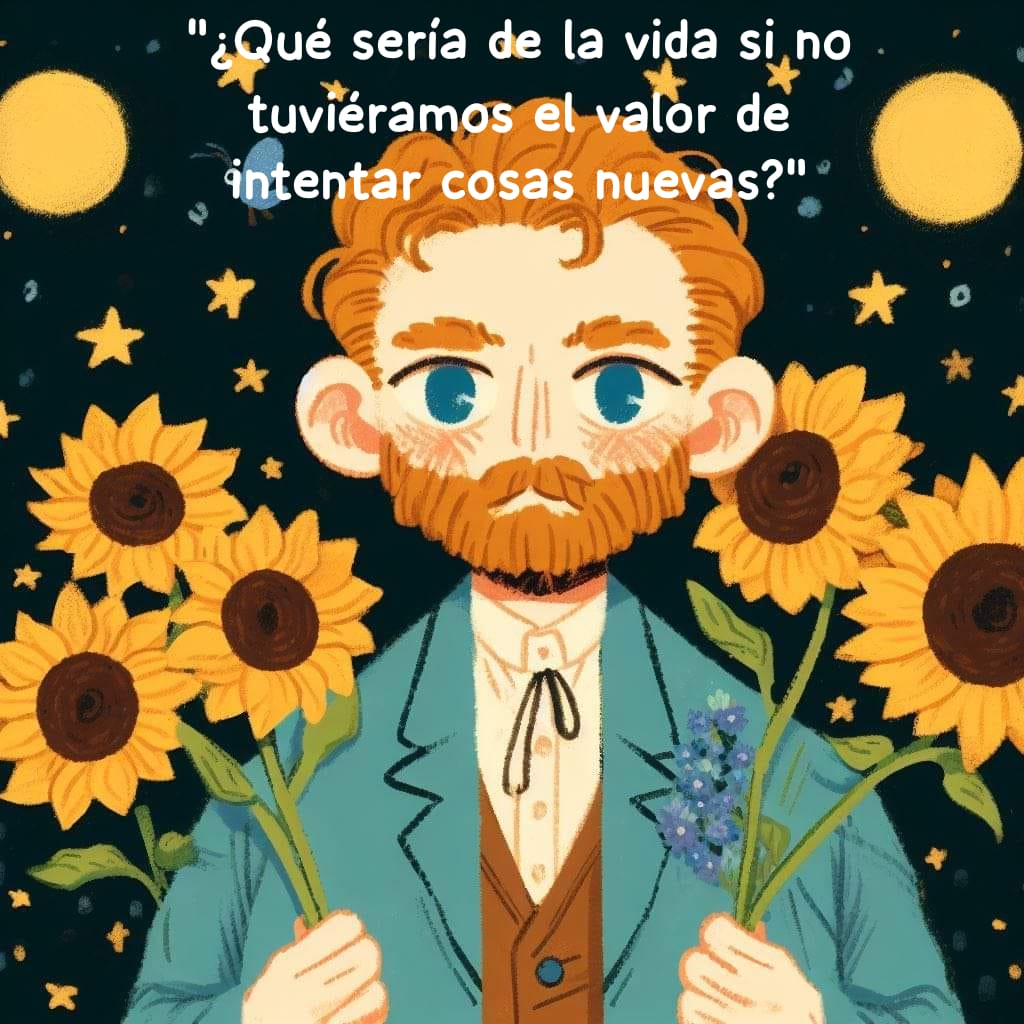 "¿Qué sería de la vida si no
tuviéramos el valor de
intentar cosas nuevas?"